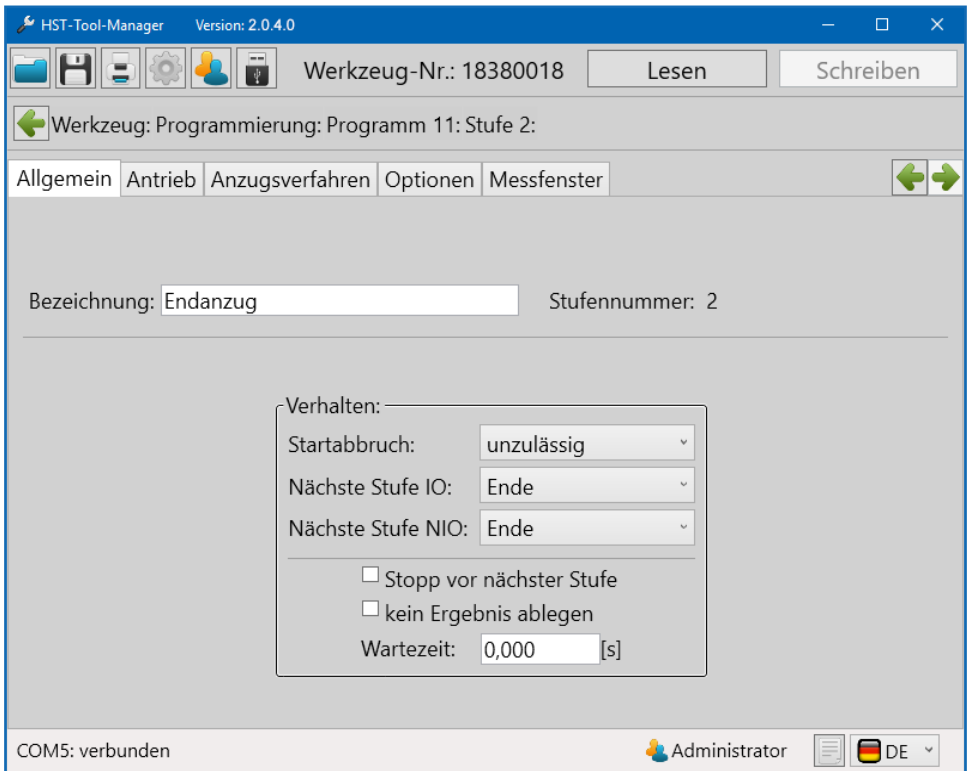 HST-Tool-Manager Version: 2.0.4.0
Werkzeug-Nr.: 18380018 Lesen Schreiben
Werkzeug: Programmierung: Programm 11: Stufe 2:
Allgemein Antrieb Anzugsverfahren Optionen Messfenster
Bezeichnung: Endanzug Stufennummer: 2
Verhalten:
Startabbruch: unzulässig
Nächste Stufe IO: Ende
Nächste Stufe NIO: Ende
Stopp vor nächster Stufe
kein Ergebnis ablegen
Wartezeit: 0,000 [s]
COM5: verbunden Administrator DE